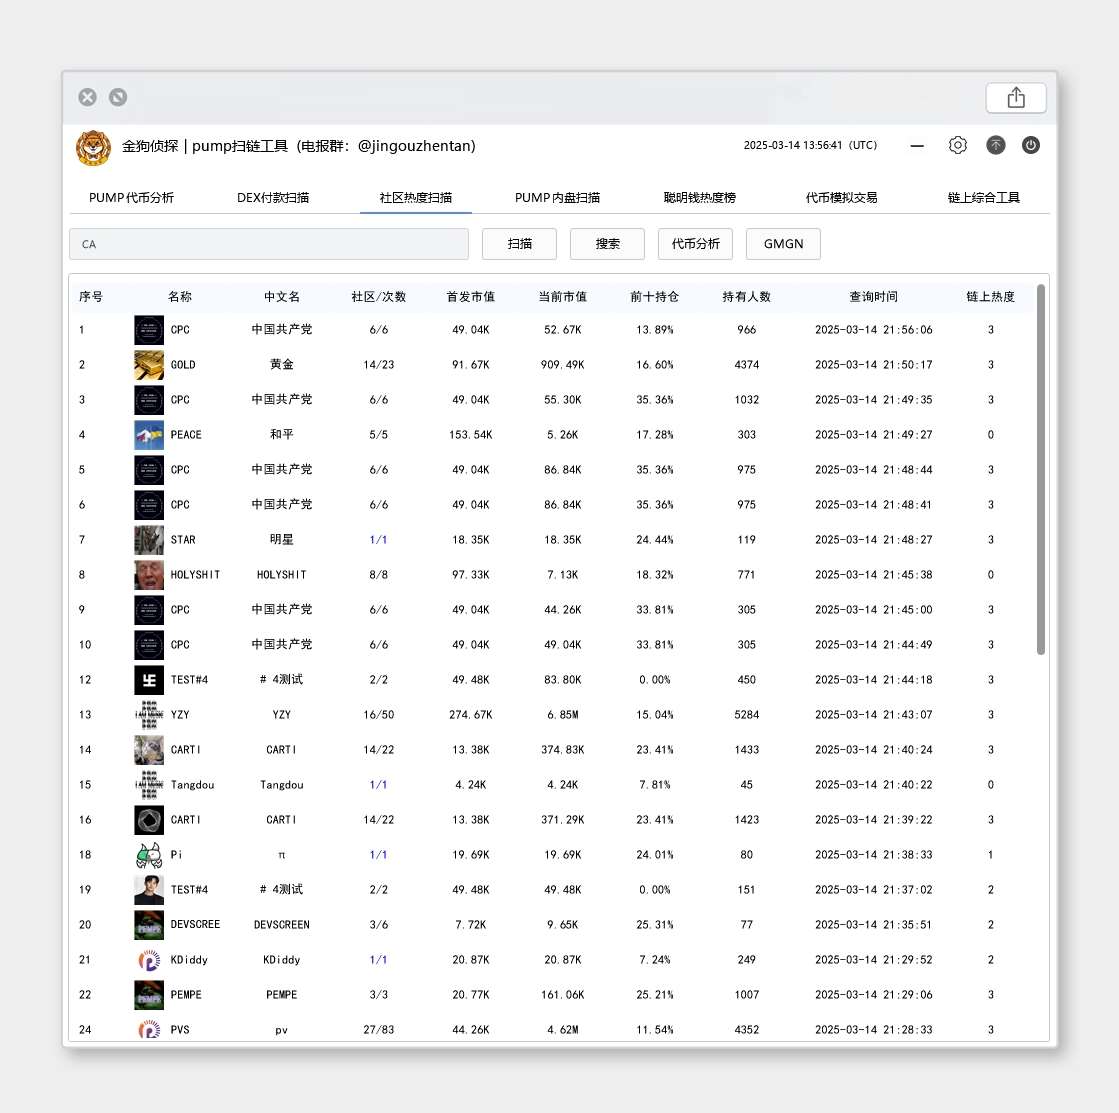 金狗侦探 | pump扫链工具 (电报群: @jingouzhentan) 2025-03-14 13:56:41 (UTC)
PUMP代币分析 DEX付款扫描 社区热度扫描 PUMP内盘扫描 聪明钱热度榜 代币模拟交易 链上综合工具
CA 扫描 搜索 代币分析 GMGN
序号 名称 中文名 社区/次数 首发市值 当前市值 前十持仓 持有人数 查询时间 链上热度
1 CPC 中国共产党 6/6 49.04K 52.67K 13.89% 966 2025-03-14 21:56:06 3
2 GOLD 黄金 14/23 91.67K 909.49K 16.60% 4374 2025-03-14 21:50:17 3
3 CPC 中国共产党 6/6 49.04K 55.30K 35.36% 1032 2025-03-14 21:49:35 3
4 PEACE 和平 5/5 153.54K 5.26K 17.28% 303 2025-03-14 21:49:27 0
5 CPC 中国共产党 6/6 49.04K 86.84K 35.36% 975 2025-03-14 21:48:44 3
6 CPC 中国共产党 6/6 49.04K 86.84K 35.36% 975 2025-03-14 21:48:41 3
7 STAR 明星 1/1 18.35K 18.35K 24.44% 119 2025-03-14 21:48:27 3
8 HOLYSHIT HOLYSHIT 8/8 97.33K 7.13K 18.32% 771 2025-03-14 21:45:38 0
9 CPC 中国共产党 6/6 49.04K 44.26K 33.81% 305 2025-03-14 21:45:00 3
10 CPC 中国共产党 6/6 49.04K 49.04K 33.81% 305 2025-03-14 21:44:49 3
12 TEST#4 # 4测试 2/2 49.48K 83.80K 0.00% 450 2025-03-14 21:44:18 3
13 YZY YZY 16/50 274.67K 6.85M 15.04% 5284 2025-03-14 21:43:07 3
14 CARTI CARTI 14/22 13.38K 374.83K 23.41% 1433 2025-03-14 21:40:24 3
15 Tangdou Tangdou 1/1 4.24K 4.24K 7.81% 45 2025-03-14 21:40:22 0
16 CARTI CARTI 14/22 13.38K 371.29K 23.41% 1423 2025-03-14 21:39:22 3
18 Pi π 1/1 19.69K 19.69K 24.01% 80 2025-03-14 21:38:33 1
19 TEST#4 # 4测试 2/2 49.48K 49.48K 0.00% 151 2025-03-14 21:37:02 2
20 DEVSCREE DEVSCREEN 3/6 7.72K 9.65K 25.31% 77 2025-03-14 21:35:51 2
21 KDiddy KDiddy 1/1 20.87K 20.87K 7.24% 249 2025-03-14 21:29:52 2
22 PEMPE PEMPE 3/3 20.77K 161.06K 25.21% 1007 2025-03-14 21:29:06 3
24 PVS pv 27/83 44.26K 4.62M 11.54% 4352 2025-03-14 21:28:33 3